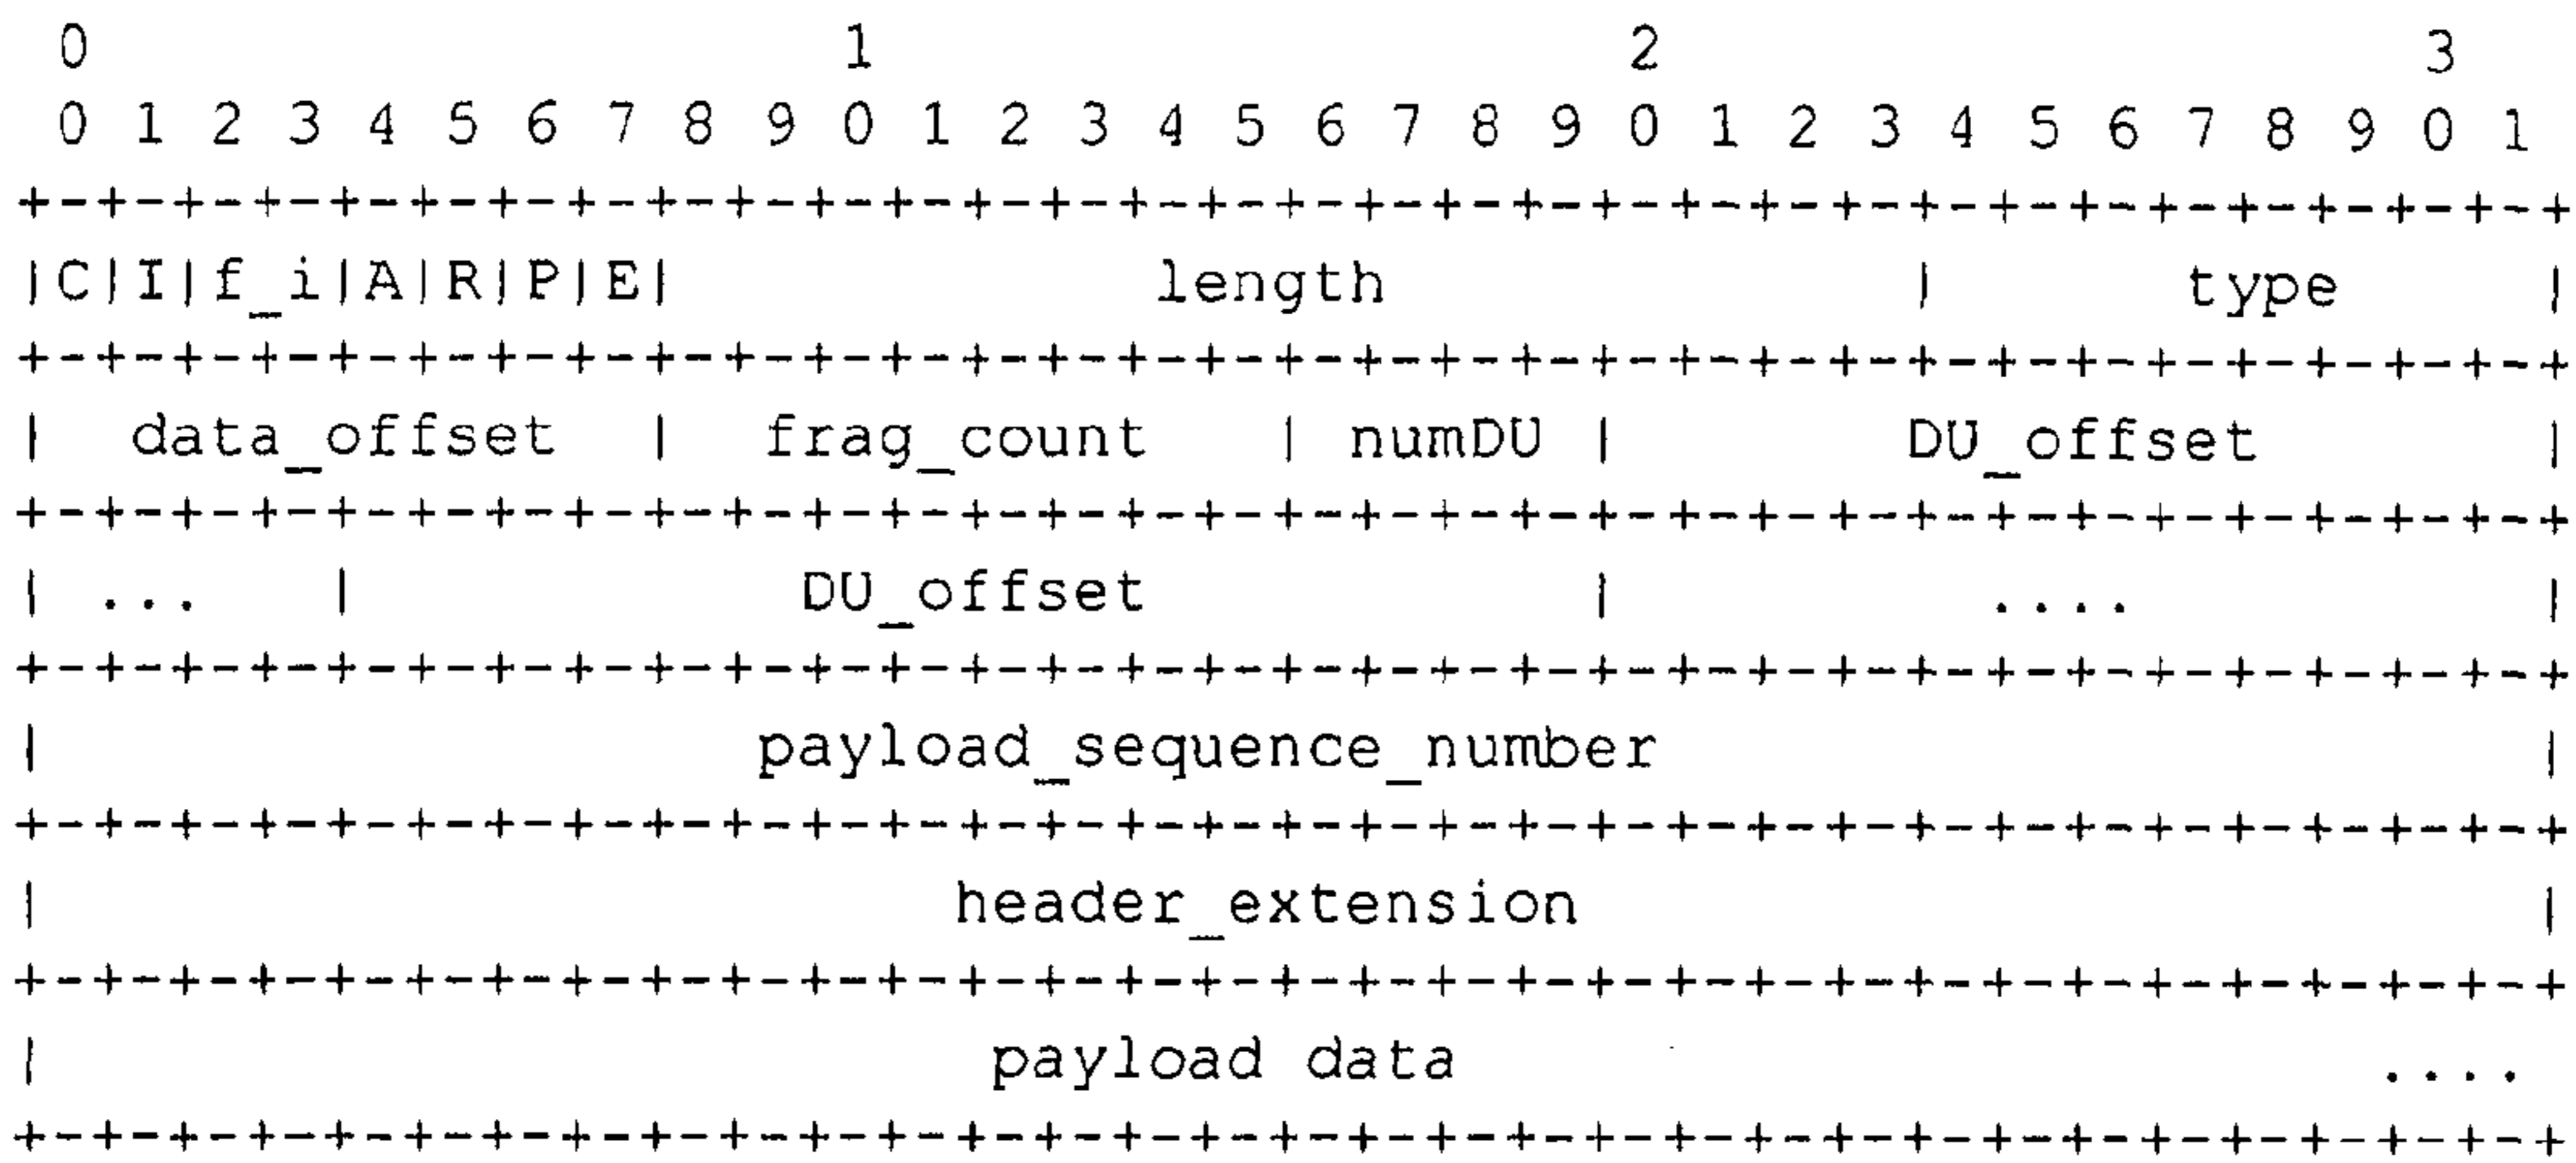 0                   1                   2                   3
 0 1 2 3 4 5 6 7 8 9 0 1 2 3 4 5 6 7 8 9 0 1 2 3 4 5 6 7 8 9 0 1
+-+-+-+-+-+-+-+-+-+-+-+-+-+-+-+-+-+-+-+-+-+-+-+-+-+-+-+-+-+-+-+-+
|C|I|f_i|A|R|P|E|            length             |     type      |
+-+-+-+-+-+-+-+-+-+-+-+-+-+-+-+-+-+-+-+-+-+-+-+-+-+-+-+-+-+-+-+-+
|  data_offset  |  frag_count   | numDU |       DU_offset       |
+-+-+-+-+-+-+-+-+-+-+-+-+-+-+-+-+-+-+-+-+-+-+-+-+-+-+-+-+-+-+-+-+
| ...   |           DU_offset           |         ....          |
+-+-+-+-+-+-+-+-+-+-+-+-+-+-+-+-+-+-+-+-+-+-+-+-+-+-+-+-+-+-+-+-+
|                  payload_sequence_number                      |
+-+-+-+-+-+-+-+-+-+-+-+-+-+-+-+-+-+-+-+-+-+-+-+-+-+-+-+-+-+-+-+-+
|                       header_extension                        |
+-+-+-+-+-+-+-+-+-+-+-+-+-+-+-+-+-+-+-+-+-+-+-+-+-+-+-+-+-+-+-+-+
|                        payload data                       ....
+-+-+-+-+-+-+-+-+-+-+-+-+-+-+-+-+-+-+-+-+-+-+-+-+-+-+-+-+-+-+-+-+